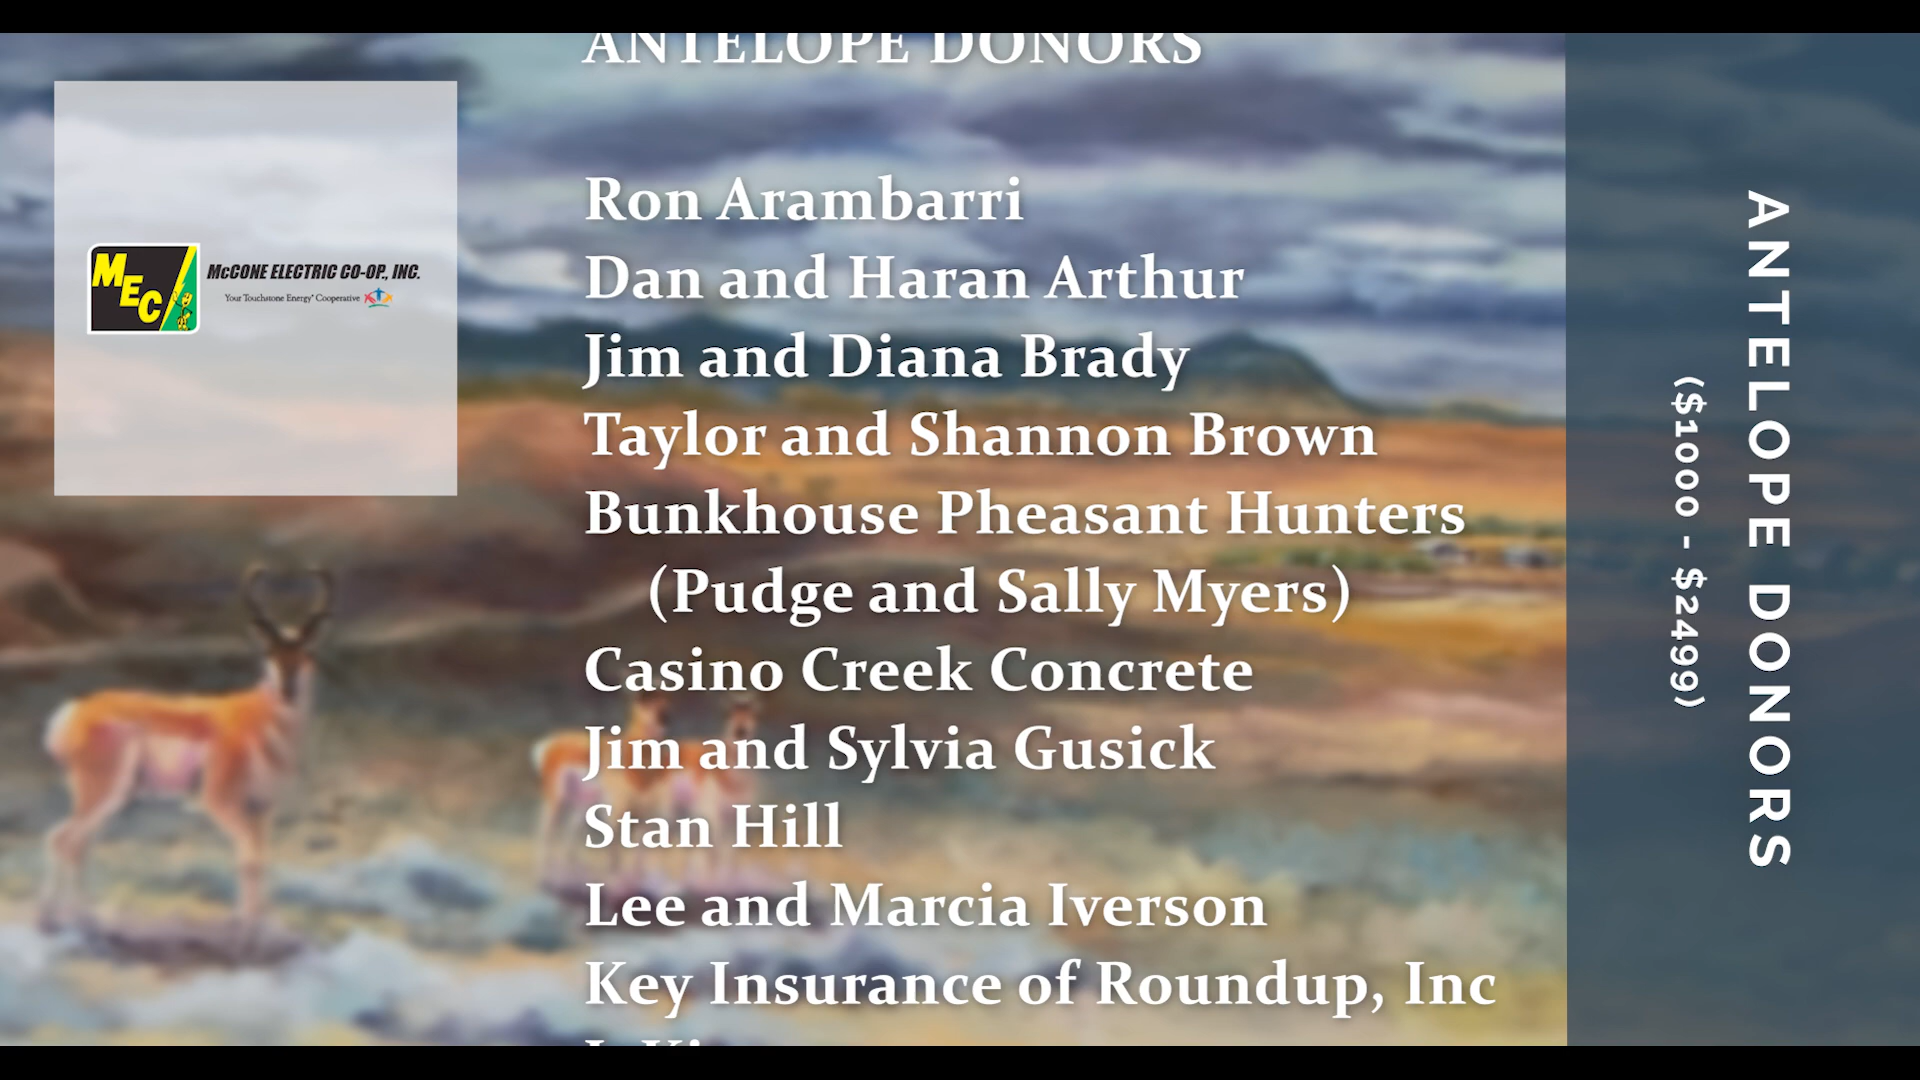 ANTELOPE DONORS
MEC
McCONE ELECTRIC CO-OP., INC.
Your Touchstone Energy® Cooperative
Ron Arambarri
Dan and Haran Arthur
Jim and Diana Brady
Taylor and Shannon Brown
Bunkhouse Pheasant Hunters
(Pudge and Sally Myers)
Casino Creek Concrete
Jim and Sylvia Gusick
Stan Hill
Lee and Marcia Iverson
Key Insurance of Roundup, Inc
ANTELOPE DONORS
($1000 - $2499)